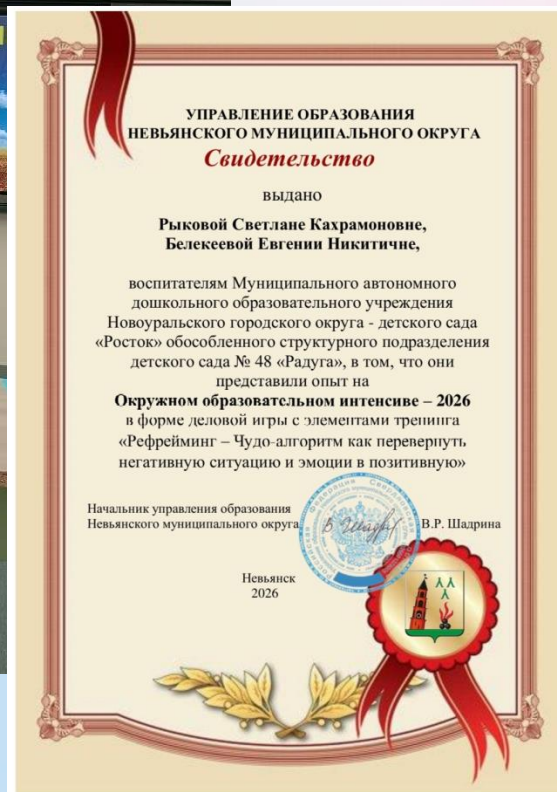 УПРАВЛЕНИЕ ОБРАЗОВАНИЯ
НЕВЬЯНСКОГО МУНИЦИПАЛЬНОГО ОКРУГА
Свидетельство
выдано
Рыковой Светлане Кахрамоновне,
Белекеевой Евгении Никитичне,
воспитателям Муниципального автономного
дошкольного образовательного учреждения
Новоуральского городского округа - детского сада
«Росток» обособленного структурного подразделения
детского сада № 48 «Радуга», в том, что они
представили опыт на
Окружном образовательном интенсиве – 2026
в форме деловой игры с элементами тренинга
«Рефрейминг – Чудо-алгоритм как перевернуть
негативную ситуацию и эмоции в позитивную»
Начальник управления образования
Невьянского муниципального округа
В.Р. Шадрина
Невьянск
2026